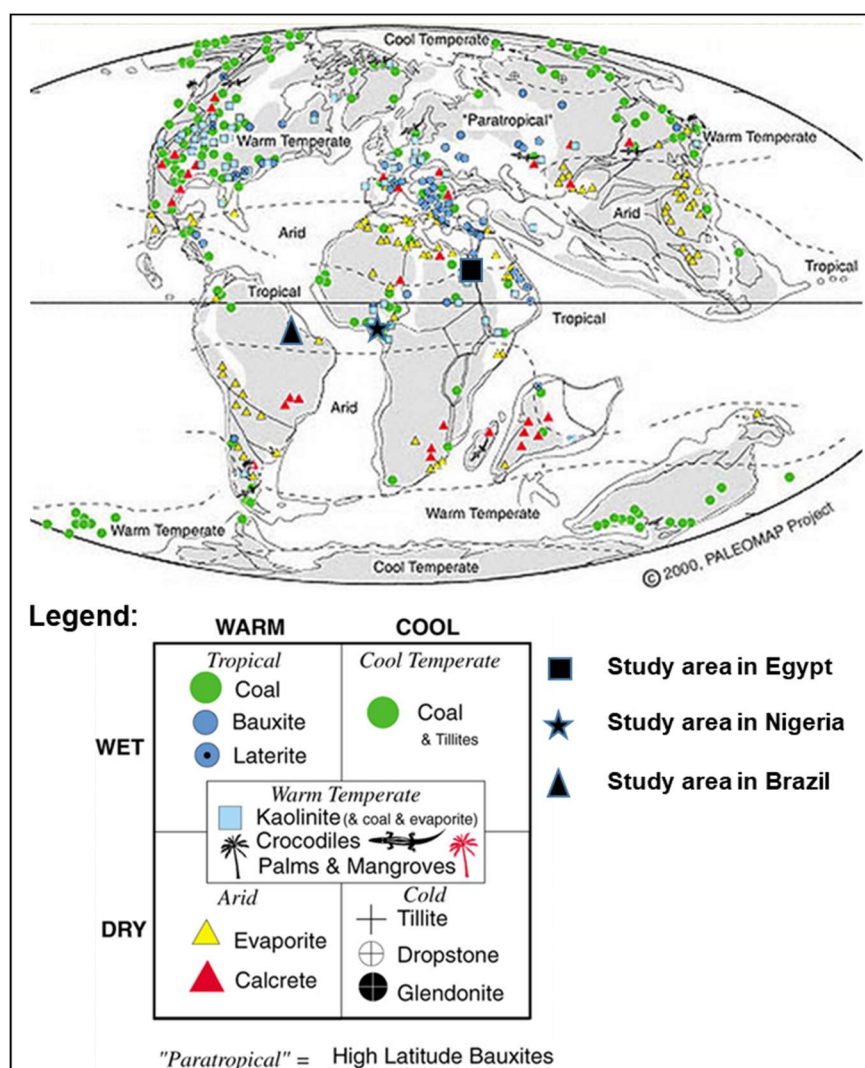 Cool Temperate
"Paratropical"
Warm Temperate
Warm Temperate
Arid
Arid
Tropical
Tropical
Tropical
Arid
Warm Temperate
Warm Temperate
Cool Temperate
© 2000, PALEOMAP Project
Legend:
WARM COOL
Tropical
Coal
Bauxite
Laterite
Cool Temperate
Coal
& Tillites
WET
Warm Temperate
Kaolinite (& coal & evaporite)
Crocodiles
Palms & Mangroves
DRY
Arid
Evaporite
Calcrete
Cold
Tillite
Dropstone
Glendonite
Study area in Egypt
Study area in Nigeria
Study area in Brazil
"Paratropical" = High Latitude Bauxites